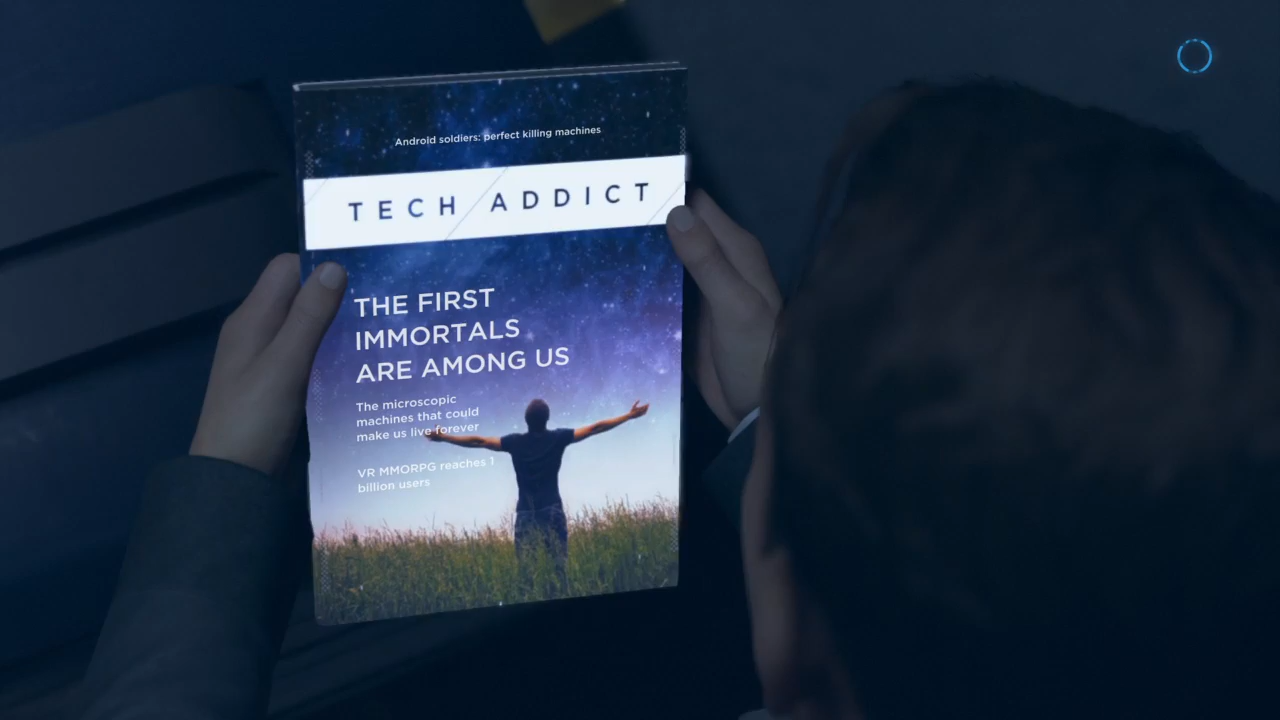 Android soldiers: perfect killing machines
TECH ADDICT
THE FIRST
IMMORTALS
ARE AMONG US
The microscopic
machines that could
make us live forever
VR MMORPG reaches 1
billion users